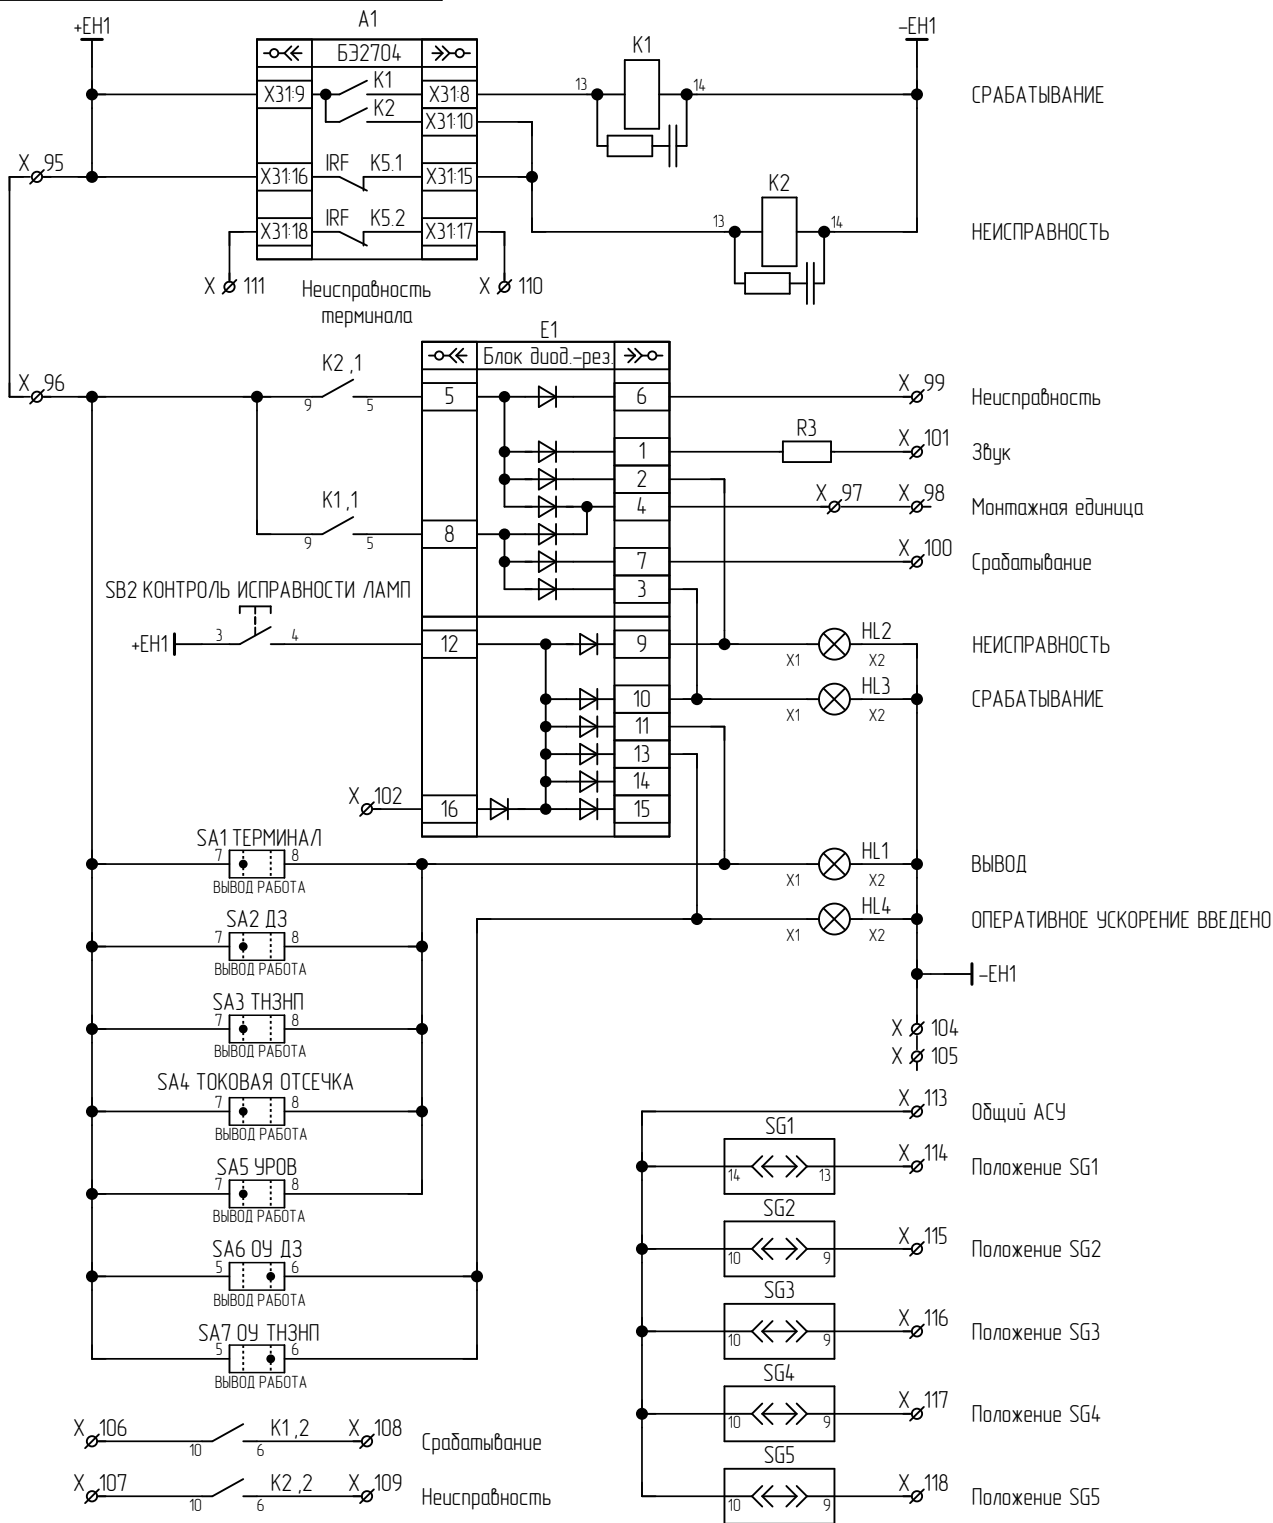 +EH1
A1
–EH1
БЭ2704
K1
X31:9
K1
X31:8
13
14
СРАБАТЫВАНИЕ
K2
X31:10
X 95
X31:16
IRF K5.1
X31:15
K2
X31:18
IRF K5.2
X31:17
13
14
НЕИСПРАВНОСТЬ
X 111
Неисправность
терминала
X 110
E1
Блок диод.-рез.
K2 ,1
X 96
9
5
5
6
X 99
Неисправность
1
R3
X 101
Звук
2
K1 ,1
4
X 97
X 98
Монтажная единица
9
5
8
7
X 100
Срабатывание
3
SB2 КОНТРОЛЬ ИСПРАВНОСТИ ЛАМП
+EH1
3
4
12
9
X1
HL2
X2
НЕИСПРАВНОСТЬ
10
X1
HL3
X2
СРАБАТЫВАНИЕ
11
13
14
X 102
16
15
SA1 ТЕРМИНАЛ
7
8
ВЫВОД РАБОТА
X1
HL1
X2
ВЫВОД
SA2 ДЗ
7
8
ВЫВОД РАБОТА
X1
HL4
X2
ОПЕРАТИВНОЕ УСКОРЕНИЕ ВВЕДЕНО
–EH1
SA3 ТНЗНП
7
8
ВЫВОД РАБОТА
X 104
X 105
SA4 ТОКОВАЯ ОТСЕЧКА
7
8
ВЫВОД РАБОТА
X 113
Общий АСУ
SA5 УРОВ
7
8
ВЫВОД РАБОТА
SG1
14
13
X 114
Положение SG1
SA6 ОУ ДЗ
5
6
ВЫВОД РАБОТА
SG2
10
9
X 115
Положение SG2
SA7 ОУ ТНЗНП
5
6
ВЫВОД РАБОТА
SG3
10
9
X 116
Положение SG3
SG4
10
9
X 117
Положение SG4
X 106
10
K1 ,2
6
X 108
Срабатывание
SG5
10
9
X 118
Положение SG5
X 107
10
K2 ,2
6
X 109
Неисправность